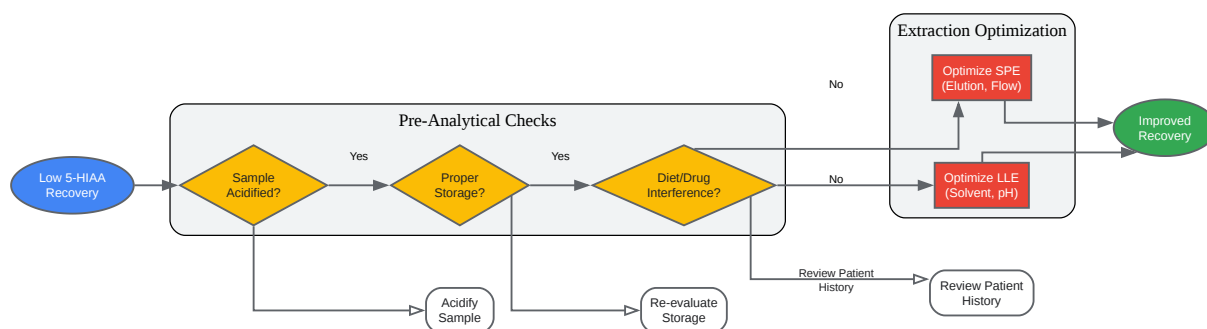 Extraction Optimization
Optimize SPE
(Elution, Flow)
No
Improved
Recovery
Pre-Analytical Checks
Low 5-HIAA
Recovery
Sample
Acidified?
Yes
Proper
Storage?
Yes
Diet/Drug
Interference?
No
Optimize LLE
(Solvent, pH)
Acidify
Sample
Re-evaluate
Storage
Review Patient
History
Review Patient
History